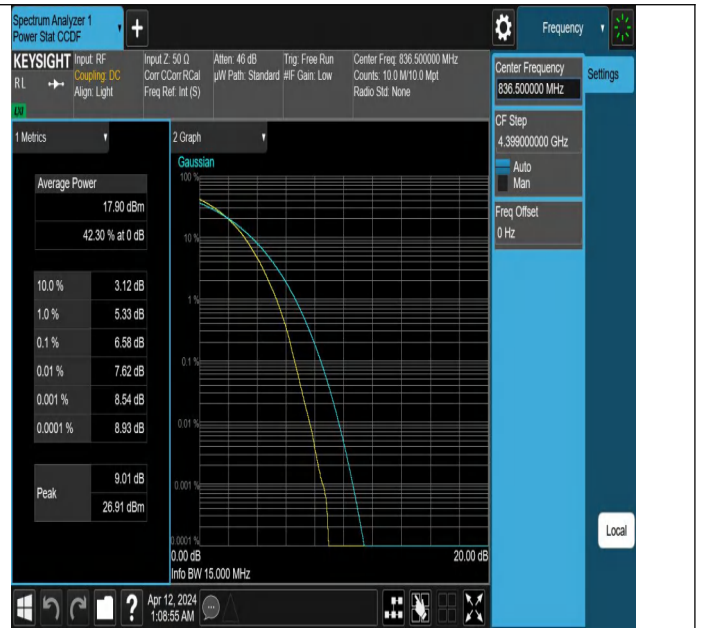 Spectrum Analyzer 1
Power Stat CCDF
+
Frequency
KEYSIGHT
RL
LXI
Input: RF
Coupling: DC
Align: Light
Input Z: 50 Ω
Corr CCorr RCal
Freq Ref: Int (S)
Atten: 46 dB
µW Path: Standard
Trig: Free Run
#IF Gain: Low
Center Freq: 836.500000 MHz
Counts: 10.0 M/10.0 Mpt
Radio Std: None
Center Frequency
836.500000 MHz
Settings
CF Step
4.399000000 GHz
Auto
Man
Freq Offset
0 Hz
Local
1 Metrics
Average Power
17.90 dBm
42.30 % at 0 dB
10.0 % 3.12 dB
1.0 % 5.33 dB
0.1 % 6.58 dB
0.01 % 7.62 dB
0.001 % 8.54 dB
0.0001 % 8.93 dB
Peak
9.01 dB
26.91 dBm
2 Graph
Gaussian
100 %
10 %
1 %
0.1 %
0.01 %
0.001 %
0.0001 %
0.00 dB 20.00 dB
Info BW 15.000 MHz
?
Apr 12, 2024
1:08:55 AM